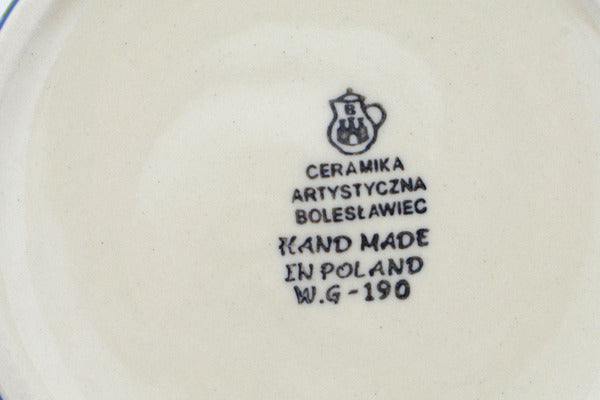 B
CERAMIKA
ARTYSTYCZNA
BOLESŁAWIEC
HAND MADE
IN POLAND
W.G-190